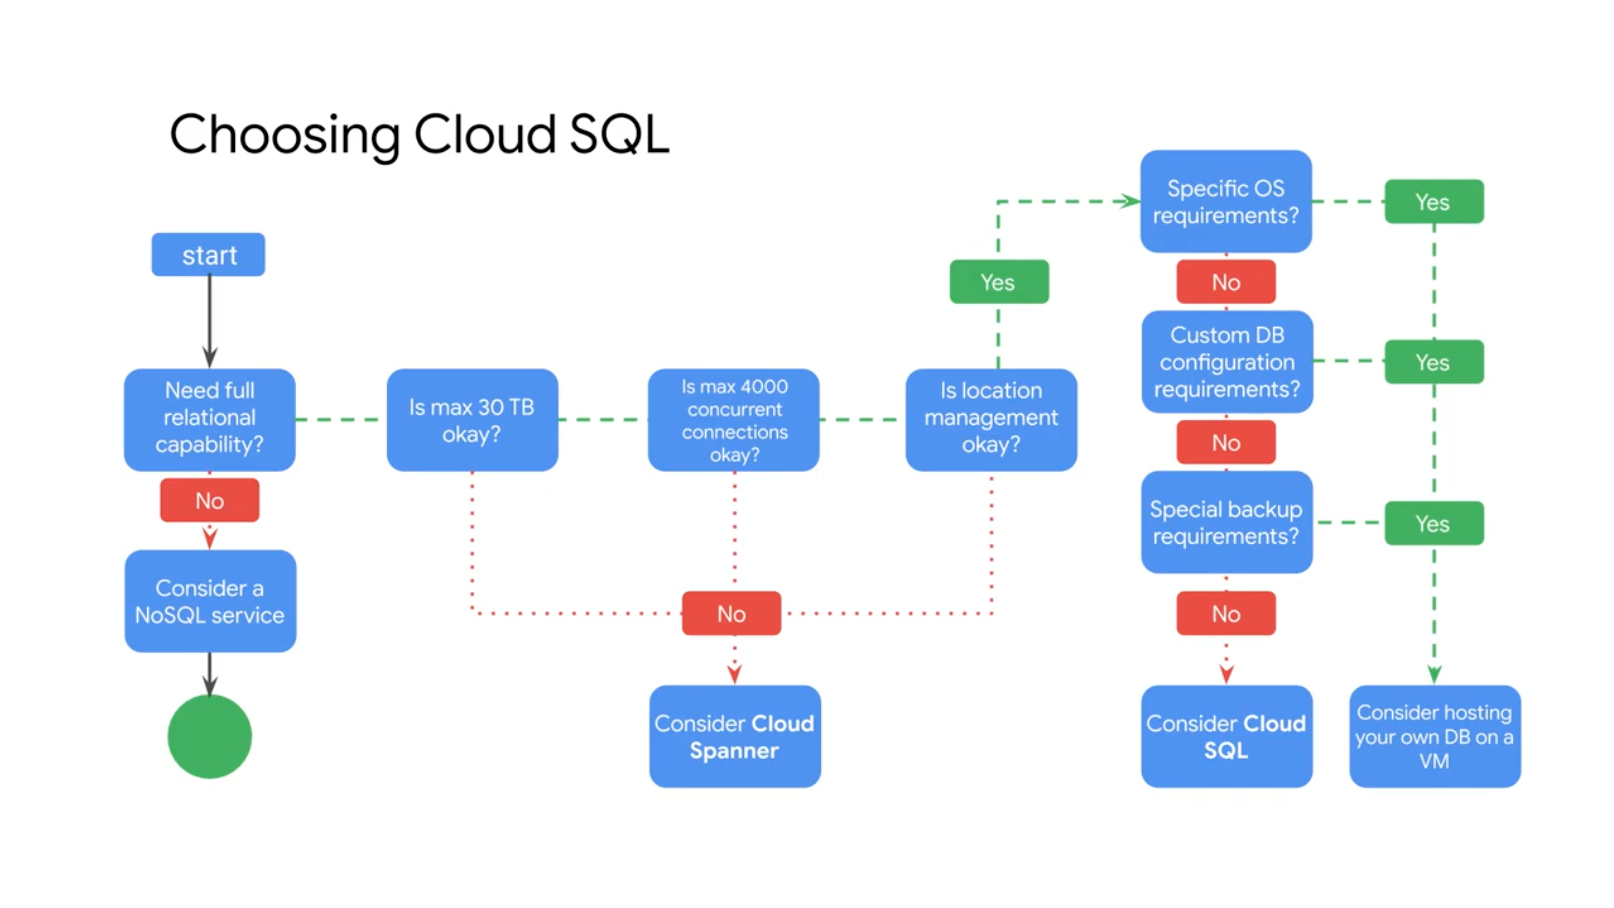 Choosing Cloud SQL
start
Need full
relational
capability?
No
Consider a
NoSQL service
Is max 30 TB
okay?
Is max 4000
concurrent
connections
okay?
Is location
management
okay?
No
Consider Cloud
Spanner
Yes
Specific OS
requirements?
Yes
No
Custom DB
configuration
requirements?
Yes
No
Special backup
requirements?
Yes
No
Consider Cloud
SQL
Consider hosting
your own DB on a
VM